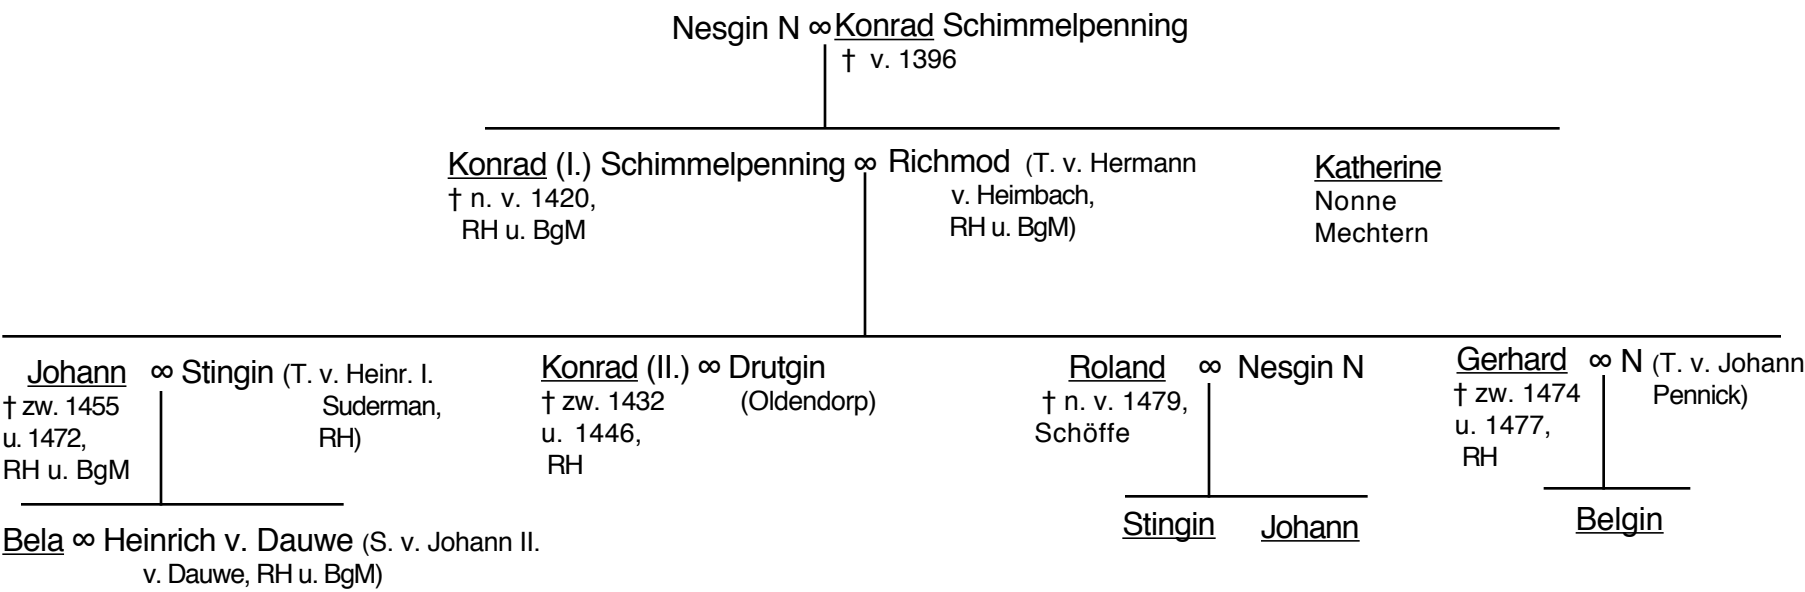 Nesgin N ∞ Konrad Schimmelpenning
† v. 1396
Konrad (I.) Schimmelpenning ∞ Richmod (T. v. Hermann
v. Heimbach,
RH u. BgM)
† n. v. 1420,
RH u. BgM
Katherine
Nonne
Mechtern
Johann ∞ Stingin (T. v. Heinr. I.
Suderman,
RH)
† zw. 1455
u. 1472,
RH u. BgM
Konrad (II.) ∞ Drutgin
(Oldendorp)
† zw. 1432
u. 1446,
RH
Roland ∞ Nesgin N
† n. v. 1479,
Schöffe
Gerhard ∞ N (T. v. Johann
Pennick)
† zw. 1474
u. 1477,
RH
Bela ∞ Heinrich v. Dauwe (S. v. Johann II.
v. Dauwe, RH u. BgM)
Stingin Johann
Belgin